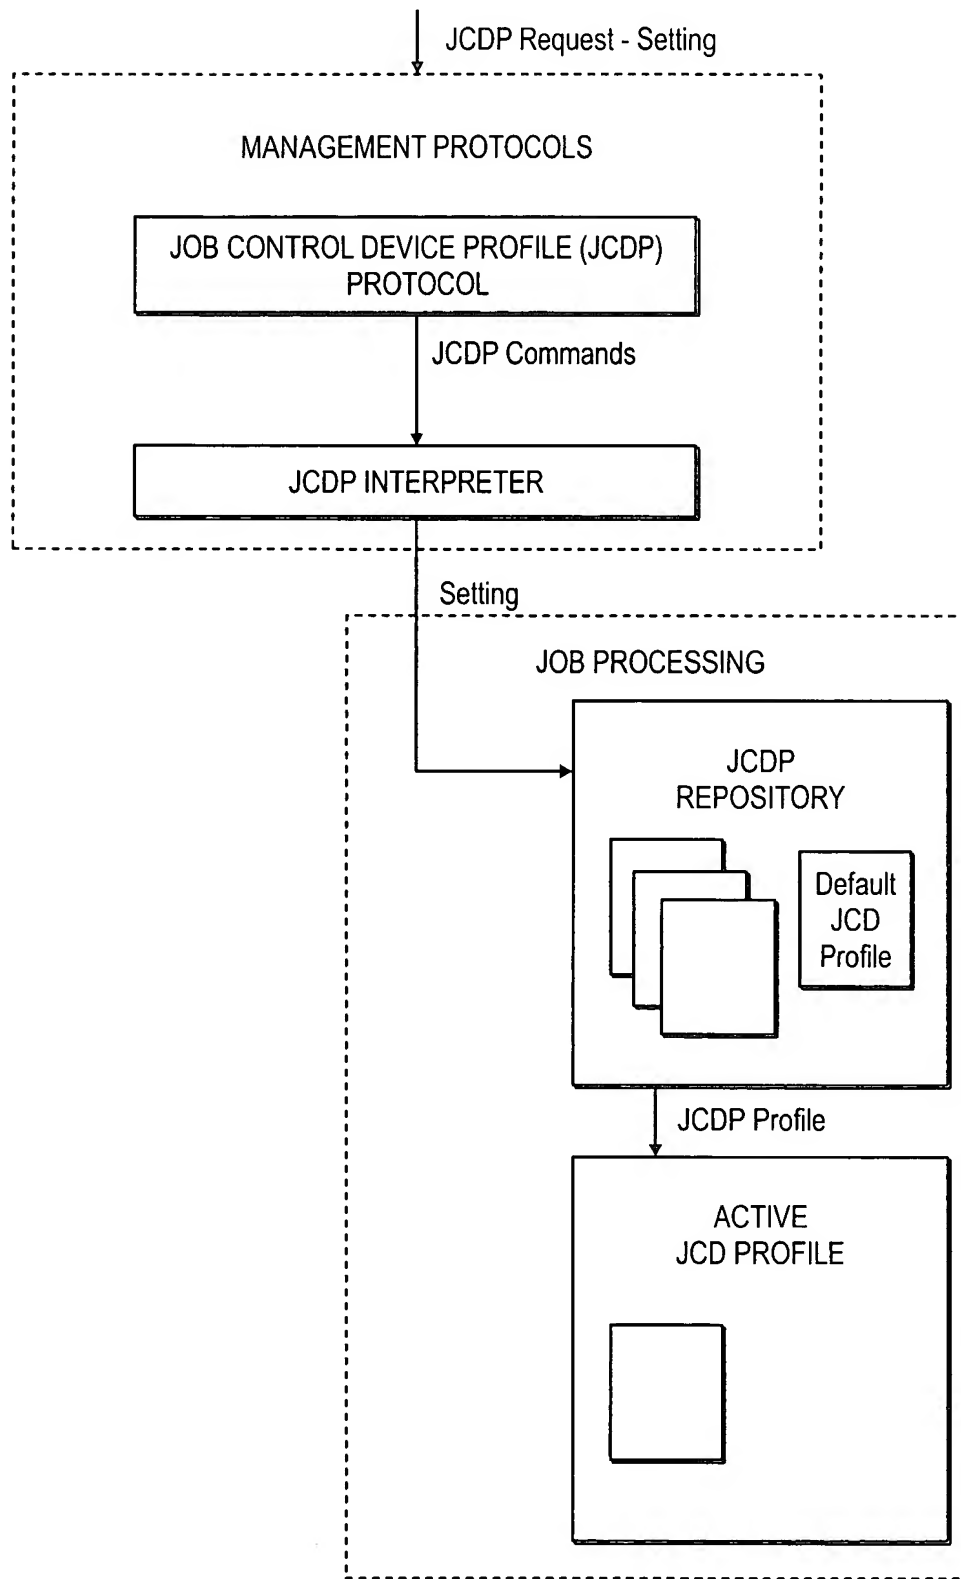 JCDP Request - Setting
MANAGEMENT PROTOCOLS
JOB CONTROL DEVICE PROFILE (JCDP)
PROTOCOL
JCDP Commands
JCDP INTERPRETER
Setting
JOB PROCESSING
JCDP
REPOSITORY
Default
JCD
Profile
JCDP Profile
ACTIVE
JCD PROFILE